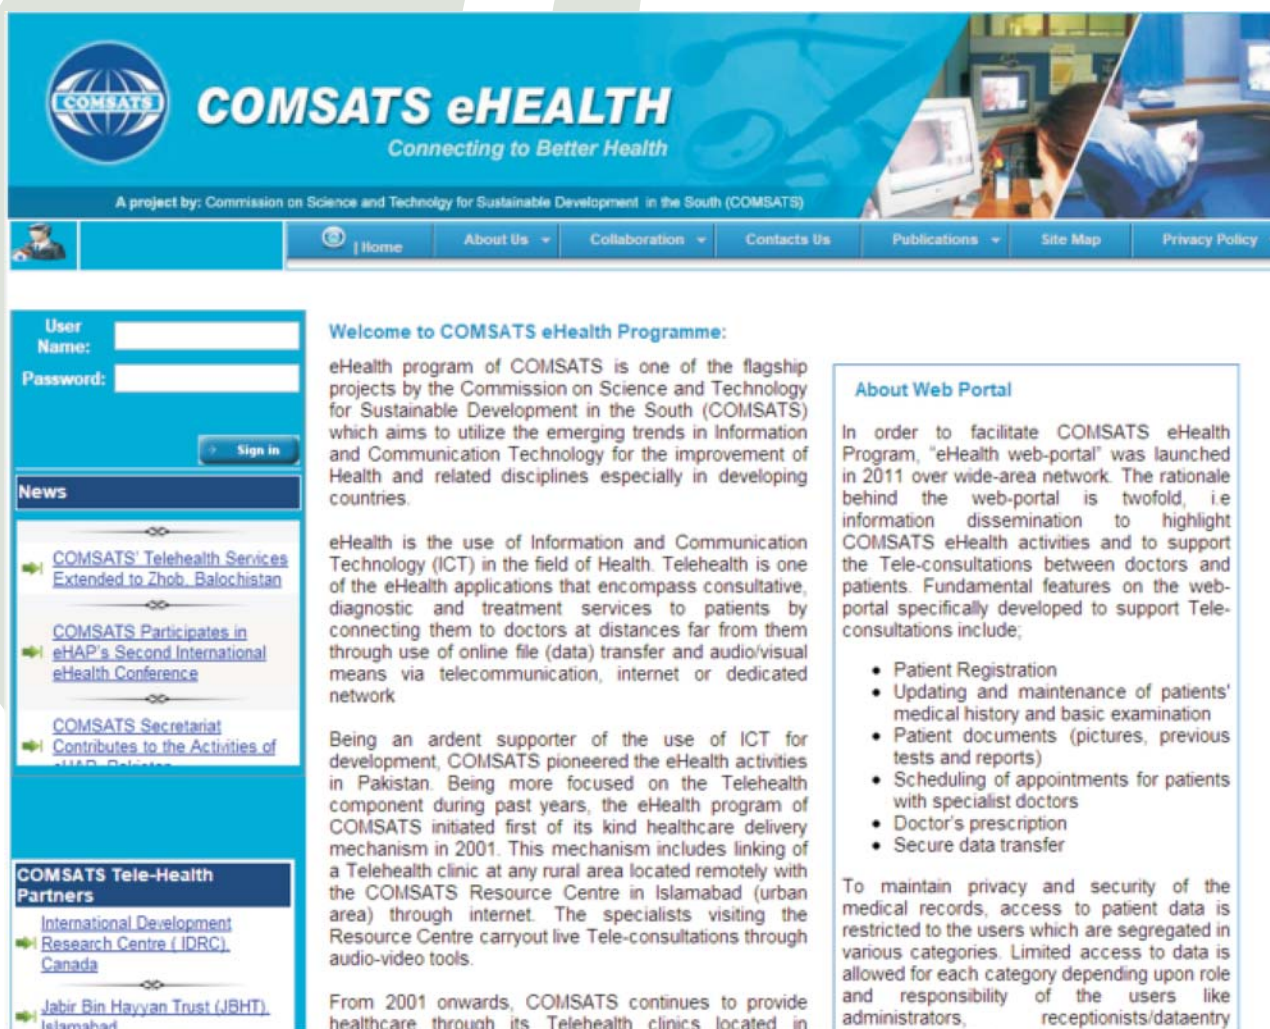 COMSATS
COMSATS eHEALTH
Connecting to Better Health
A project by: Commission on Science and Technolgy for Sustainable Development in the South (COMSATS)
| Home
About Us
Collaboration
Contacts Us
Publications
Site Map
Privacy Policy
User
Name:
Password:
Sign in
News
COMSATS' Telehealth Services
Extended to Zhob, Balochistan
COMSATS Participates in
eHAP's Second International
eHealth Conference
COMSATS Secretariat
Contributes to the Activities of
eHAP, Pakistan
COMSATS Tele-Health
Partners
International Development
Research Centre ( IDRC),
Canada
Jabir Bin Hayyan Trust (JBHT),
Islamabad
Welcome to COMSATS eHealth Programme:
eHealth program of COMSATS is one of the flagship
projects by the Commission on Science and Technology
for Sustainable Development in the South (COMSATS)
which aims to utilize the emerging trends in Information
and Communication Technology for the improvement of
Health and related disciplines especially in developing
countries.
eHealth is the use of Information and Communication
Technology (ICT) in the field of Health. Telehealth is one
of the eHealth applications that encompass consultative,
diagnostic and treatment services to patients by
connecting them to doctors at distances far from them
through use of online file (data) transfer and audio/visual
means via telecommunication, internet or dedicated
network
Being an ardent supporter of the use of ICT for
development, COMSATS pioneered the eHealth activities
in Pakistan. Being more focused on the Telehealth
component during past years, the eHealth program of
COMSATS initiated first of its kind healthcare delivery
mechanism in 2001. This mechanism includes linking of
a Telehealth clinic at any rural area located remotely with
the COMSATS Resource Centre in Islamabad (urban
area) through internet. The specialists visiting the
Resource Centre carryout live Tele-consultations through
audio-video tools.
From 2001 onwards, COMSATS continues to provide
healthcare through its Telehealth clinics located in
About Web Portal
In order to facilitate COMSATS eHealth
Program, "eHealth web-portal" was launched
in 2011 over wide-area network. The rationale
behind the web-portal is twofold, i.e
information dissemination to highlight
COMSATS eHealth activities and to support
the Tele-consultations between doctors and
patients. Fundamental features on the web-
portal specifically developed to support Tele-
consultations include;
• Patient Registration
• Updating and maintenance of patients'
medical history and basic examination
• Patient documents (pictures, previous
tests and reports)
• Scheduling of appointments for patients
with specialist doctors
• Doctor's prescription
• Secure data transfer
To maintain privacy and security of the
medical records, access to patient data is
restricted to the users which are segregated in
various categories. Limited access to data is
allowed for each category depending upon role
and responsibility of the users like
administrators, receptionists/dataentry